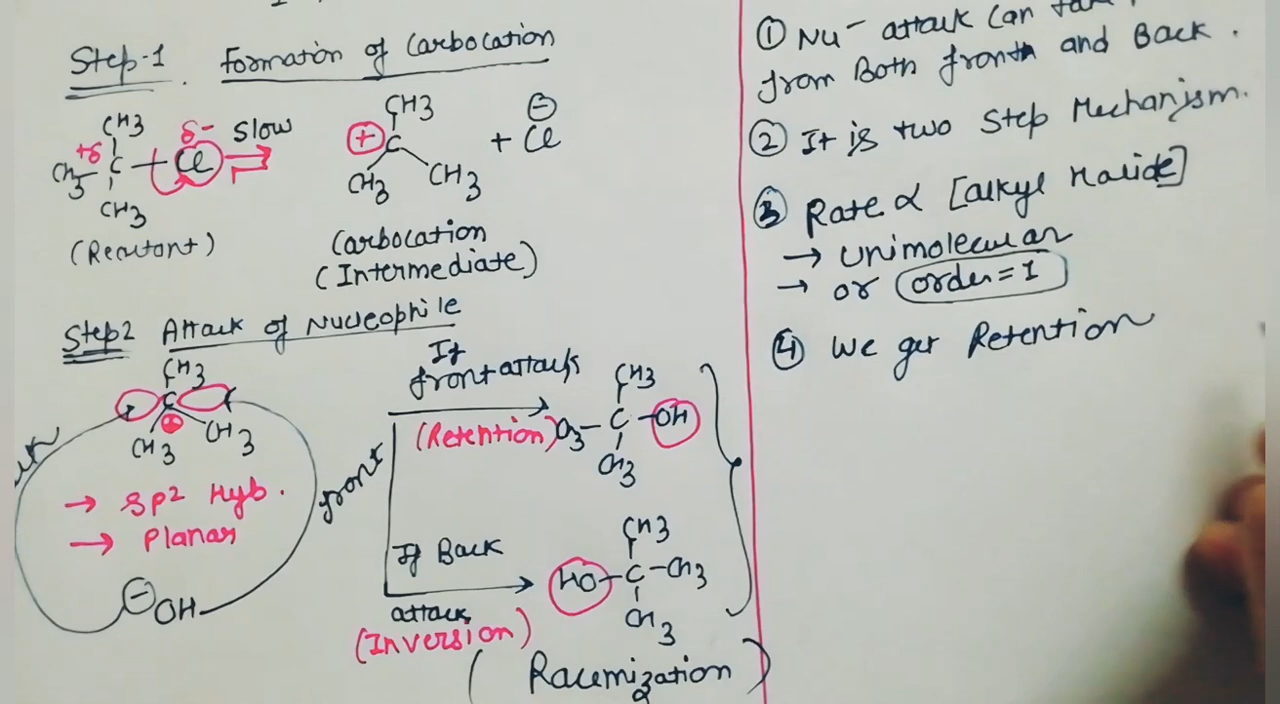 Step-1. Formation of Carbocation
CH3
+δ δ- slow
CH3 - C + Cl
CH3
(Reactant)
CH3
+ C + Cl ⊖
CH3 CH3
Carbocation
(Intermediate)
Step2 Attack of Nucleophile
CH3
C
⊕
CH3 CH3
→ SP² Hyb.
→ Planar
⊖OH
front
If
front attacks
(Retention)
CH3
C - OH
CH3
If Back
attack
(Inversion)
CH3
HO - C - CH3
CH3
(Racemization)
① Nu⁻ attack can
from Both front and Back.
② It is two Step Mechanism.
③ Rate α [alkyl Halide]
→ unimolecular
→ or order = 1
④ We get Retention